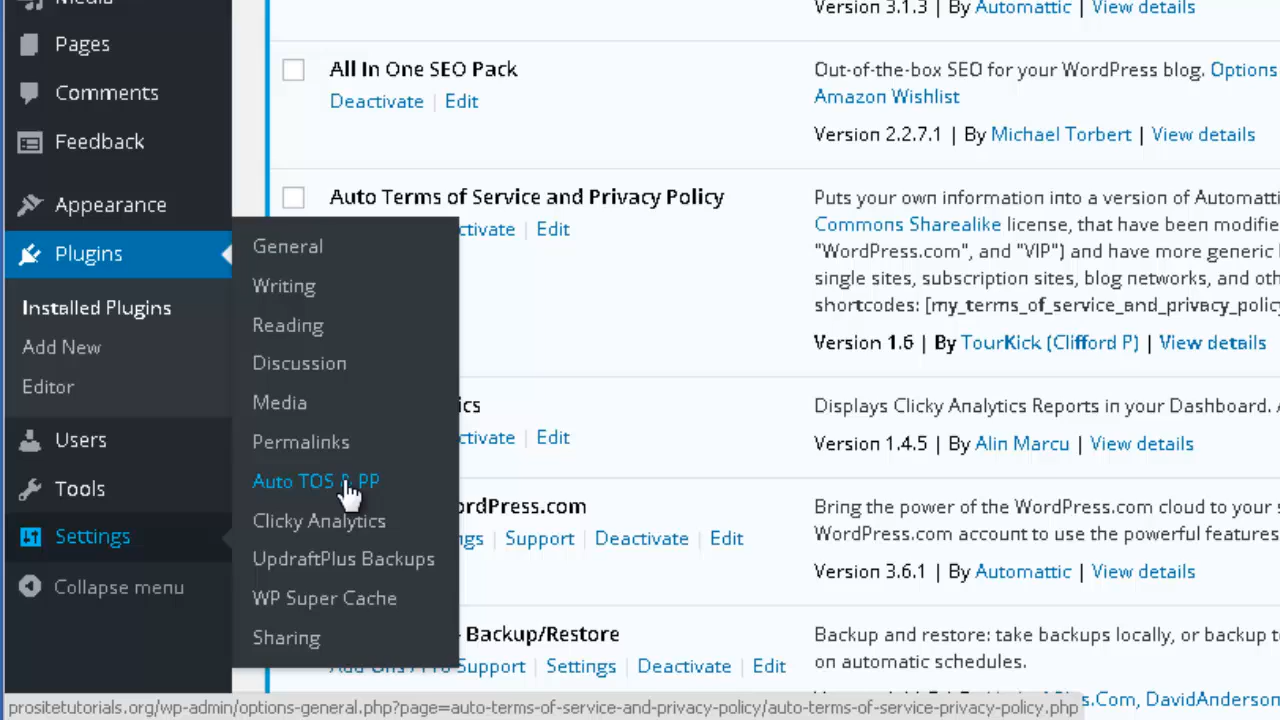 Media
Pages
Comments
Feedback
Appearance
Plugins
Installed Plugins
Add New
Editor
Users
Tools
Settings
Collapse menu
General
Writing
Reading
Discussion
Media
Permalinks
Auto TOS & PP
Clicky Analytics
UpdraftPlus Backups
WP Super Cache
Sharing
Version 3.1.3 | By Automattic | View details
All In One SEO Pack
Deactivate | Edit
Out-of-the-box SEO for your WordPress blog. Options
Amazon Wishlist
Version 2.2.7.1 | By Michael Torbert | View details
Auto Terms of Service and Privacy Policy
ctivate | Edit
Puts your own information into a version of Automatti
Commons Sharealike license, that have been modifie
"WordPress.com", and "VIP") and have more generic
single sites, subscription sites, blog networks, and oth
shortcodes: [my_terms_of_service_and_privacy_policy
Version 1.6 | By TourKick (Clifford P) | View details
ics
ctivate | Edit
Displays Clicky Analytics Reports in your Dashboard.
Version 1.4.5 | By Alin Marcu | View details
ordPress.com
ngs | Support | Deactivate | Edit
Bring the power of the WordPress.com cloud to your s
WordPress.com account to use the powerful features
Version 3.6.1 | By Automattic | View details
Backup/Restore
Support | Settings | Deactivate | Edit
Backup and restore: take backups locally, or backup t
on automatic schedules.
s.Com, DavidAnderson
prositetutorials.org/wp-admin/options-general.php?page=auto-terms-of-service-and-privacy-policy/auto-terms-of-service-privacy-policy.php